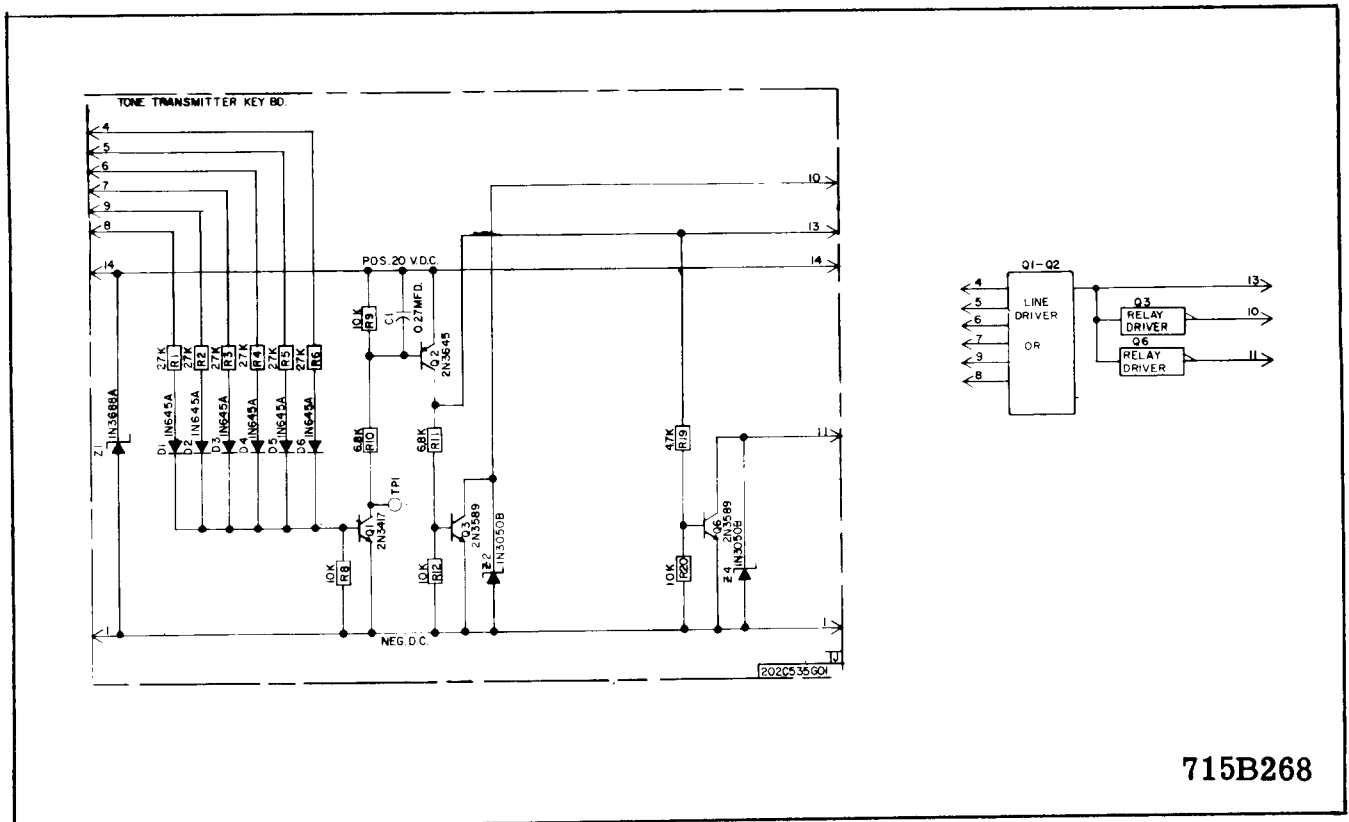 TONE TRANSMITTER KEY BD.
4
5
6
7
9
8
10
13
14
POS. 20 V.D.C.
14
10K
R9
C1
0.27MFD.
Q2
2N3645
27K
R1
27K
R2
27K
R3
27K
R4
27K
R5
27K
R6
Z1
1N3688A
D1
1N645A
D2
1N645A
D3
1N645A
D4
1N645A
D5
1N645A
D6
1N645A
6.8K
R10
6.8K
R11
4.7K
R19
11
TP1
Q1
2N3417
Q3
2N3589
Z2
1N3050B
Q6
2N3589
Z4
1N3050B
10K
R8
10K
R12
10K
R20
1
NEG. D.C.
1
TJ
202C535G01
Q1-Q2
4
5
6
7
9
8
LINE
DRIVER
OR
13
Q3
RELAY
DRIVER
10
Q6
RELAY
DRIVER
11
715B268